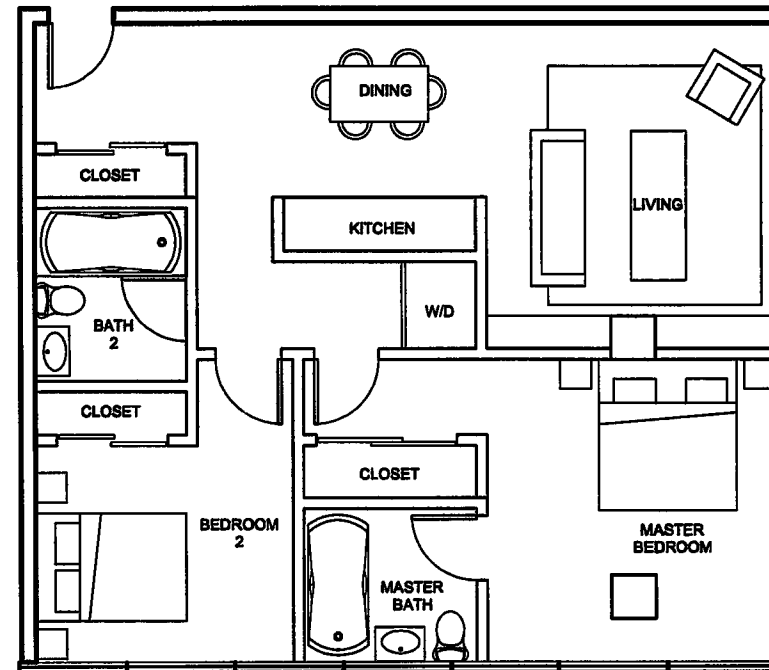 DINING
CLOSET
LIVING
KITCHEN
W/D
BATH
2
CLOSET
CLOSET
BEDROOM
2
MASTER
BEDROOM
MASTER
BATH